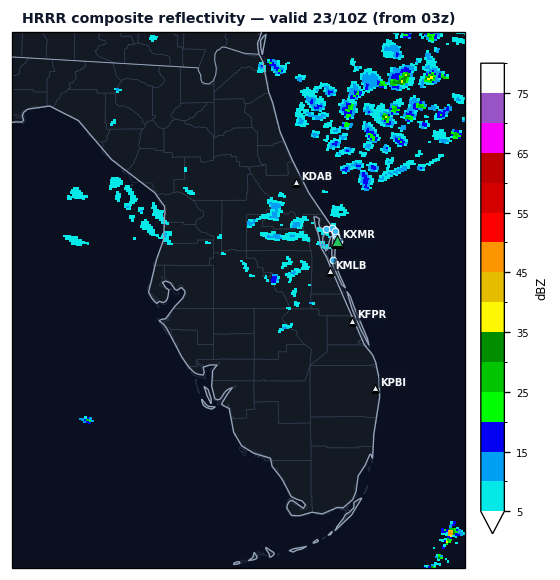 HRRR composite reflectivity — valid 23/10Z (from 03z)
KDAB
KXMR
KMLB
KFPR
KPBI
75
65
55
45
35
25
15
5
dBZ